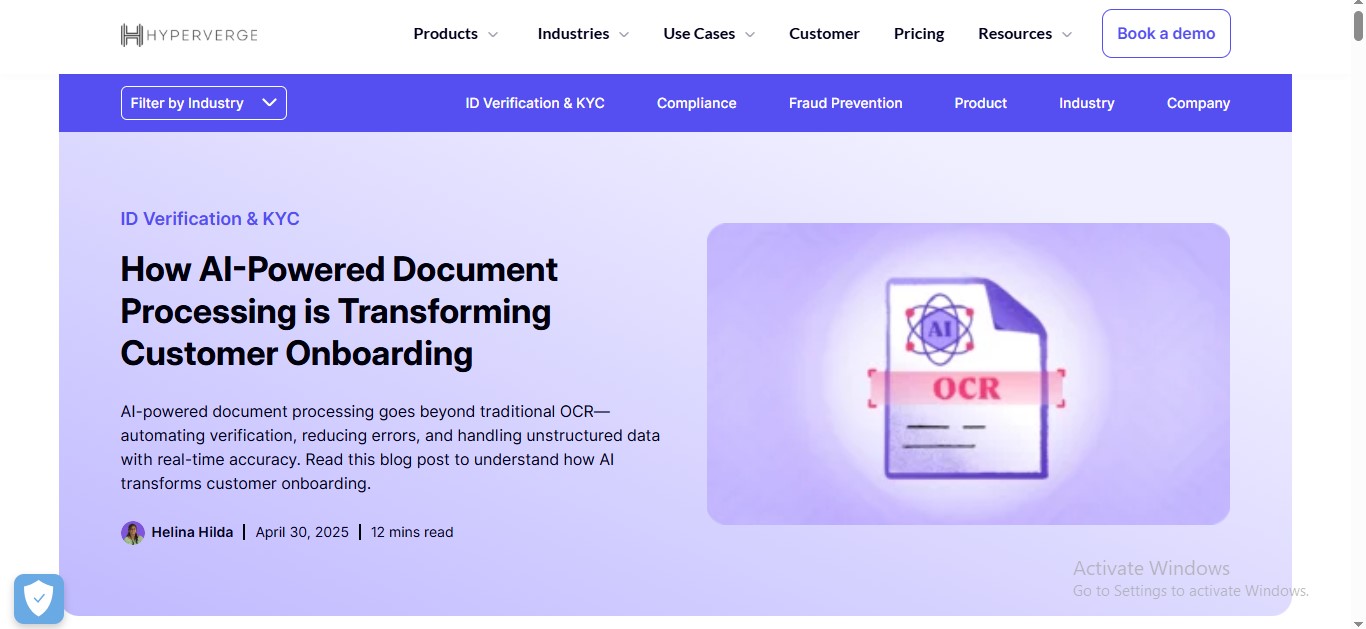 HYPERVERGE
Products Industries Use Cases Customer Pricing Resources Book a demo
Filter by Industry ID Verification & KYC Compliance Fraud Prevention Product Industry Company
ID Verification & KYC
How AI-Powered Document
Processing is Transforming
Customer Onboarding
AI-powered document processing goes beyond traditional OCR—
automating verification, reducing errors, and handling unstructured data
with real-time accuracy. Read this blog post to understand how AI
transforms customer onboarding.
Helina Hilda | April 30, 2025 | 12 mins read
AI
OCR
Activate Windows
Go to Settings to activate Windows.